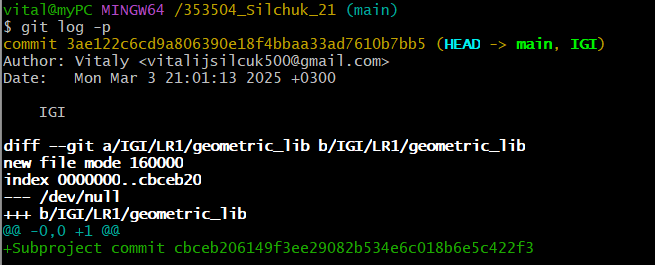 vital@myPC MINGW64 /353504_Silchuk_21 (main)
$ git log -p
commit 3ae122c6cd9a806390e18f4bbaa33ad7610b7bb5 (HEAD -> main, IGI)
Author: Vitaly <vitalijsilcuk500@gmail.com>
Date:   Mon Mar 3 21:01:13 2025 +0300
    IGI
diff --git a/IGI/LR1/geometric_lib b/IGI/LR1/geometric_lib
new file mode 160000
index 0000000..cbceb20
--- /dev/null
+++ b/IGI/LR1/geometric_lib
@@ -0,0 +1 @@
+Subproject commit cbceb206149f3ee29082b534e6c018b6e5c422f3